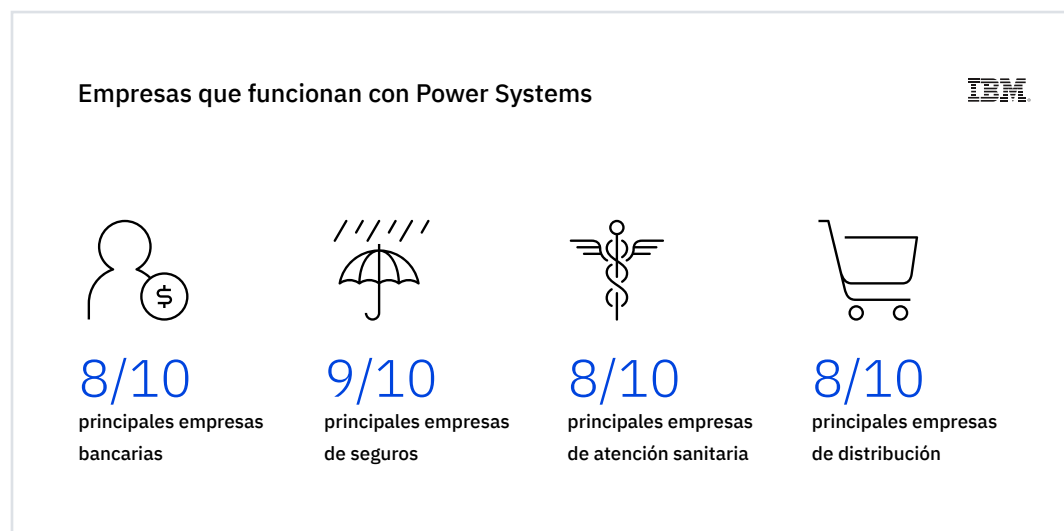 Empresas que funcionan con Power Systems
IBM
$
8/10
principales empresas
bancarias
9/10
principales empresas
de seguros
8/10
principales empresas
de atención sanitaria
8/10
principales empresas
de distribución